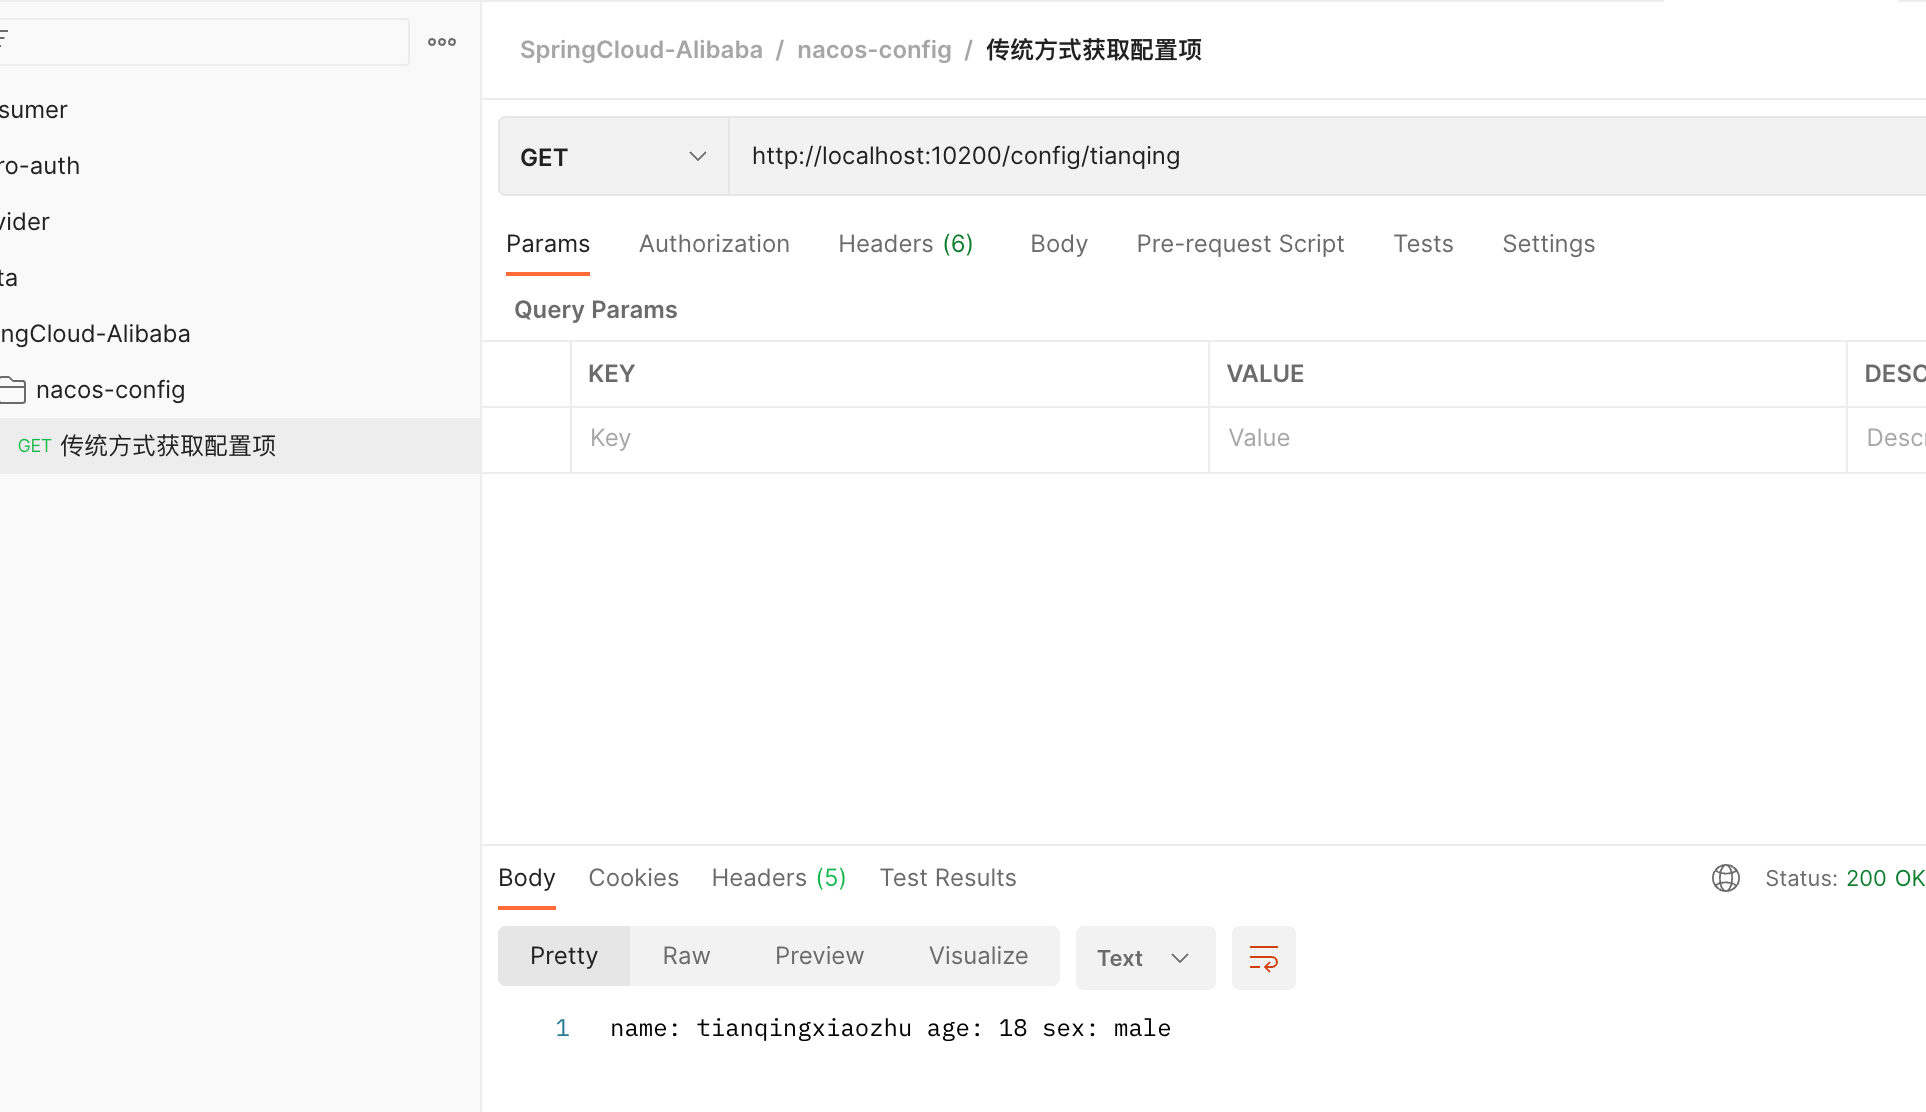 SpringCloud-Alibaba / nacos-config / 传统方式获取配置项
sumer
ro-auth
vider
ta
ngCloud-Alibaba
nacos-config
GET 传统方式获取配置项
GET http://localhost:10200/config/tianqing
Params Authorization Headers (6) Body Pre-request Script Tests Settings
Query Params
KEY VALUE DESC
Key Value Descr
Body Cookies Headers (5) Test Results Status: 200 OK
Pretty Raw Preview Visualize Text
1 name: tianqingxiaozhu age: 18 sex: male